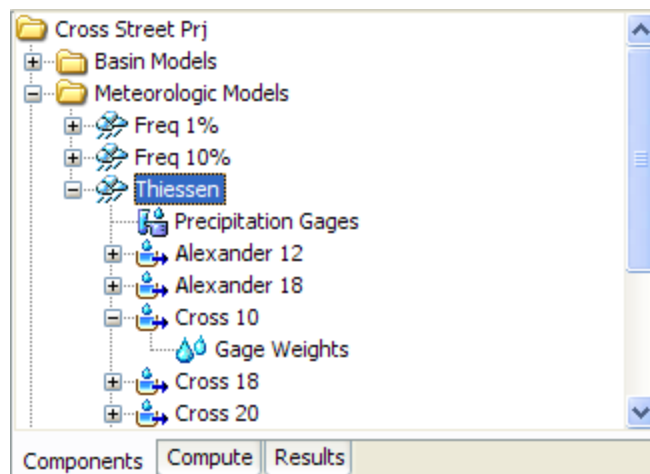 Cross Street Prj
Basin Models
Meteorologic Models
Freq 1%
Freq 10%
Thiessen
Precipitation Gages
Alexander 12
Alexander 18
Cross 10
Gage Weights
Cross 18
Cross 20
Components Compute Results